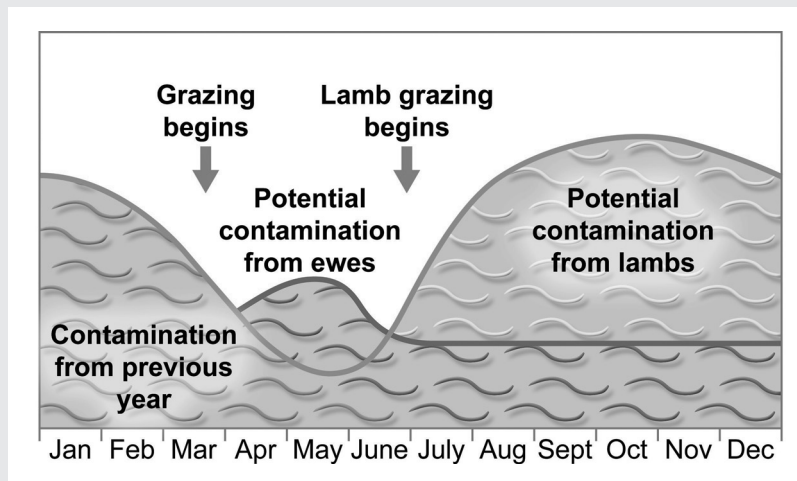 Grazing
begins
Lamb grazing
begins
Potential
contamination
from ewes
Potential
contamination
from lambs
Contamination
from previous
year
Jan Feb Mar Apr May June July Aug Sept Oct Nov Dec